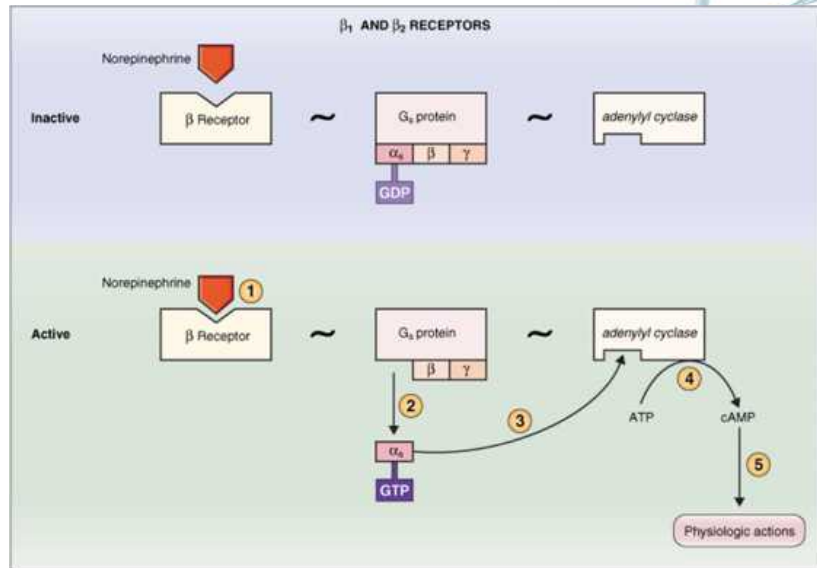 β₁ AND β₂ RECEPTORS
Norepinephrine
Inactive
β Receptor
~
Gₛ protein
~
adenylyl cyclase
αₛ
β
γ
GDP
Norepinephrine
1
Active
β Receptor
~
Gₛ protein
~
adenylyl cyclase
β
γ
4
2
3
ATP
cAMP
αₛ
5
GTP
Physiologic actions